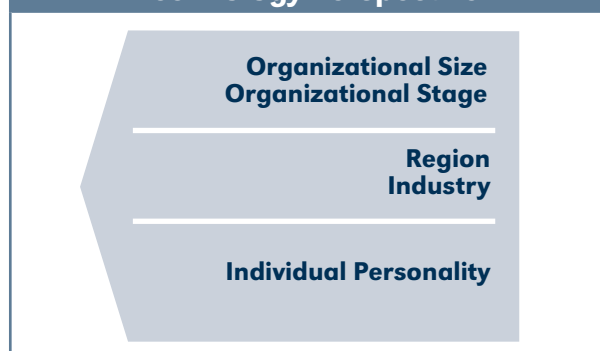 Organizational Size
Organizational Stage
Region
Industry
Individual Personality